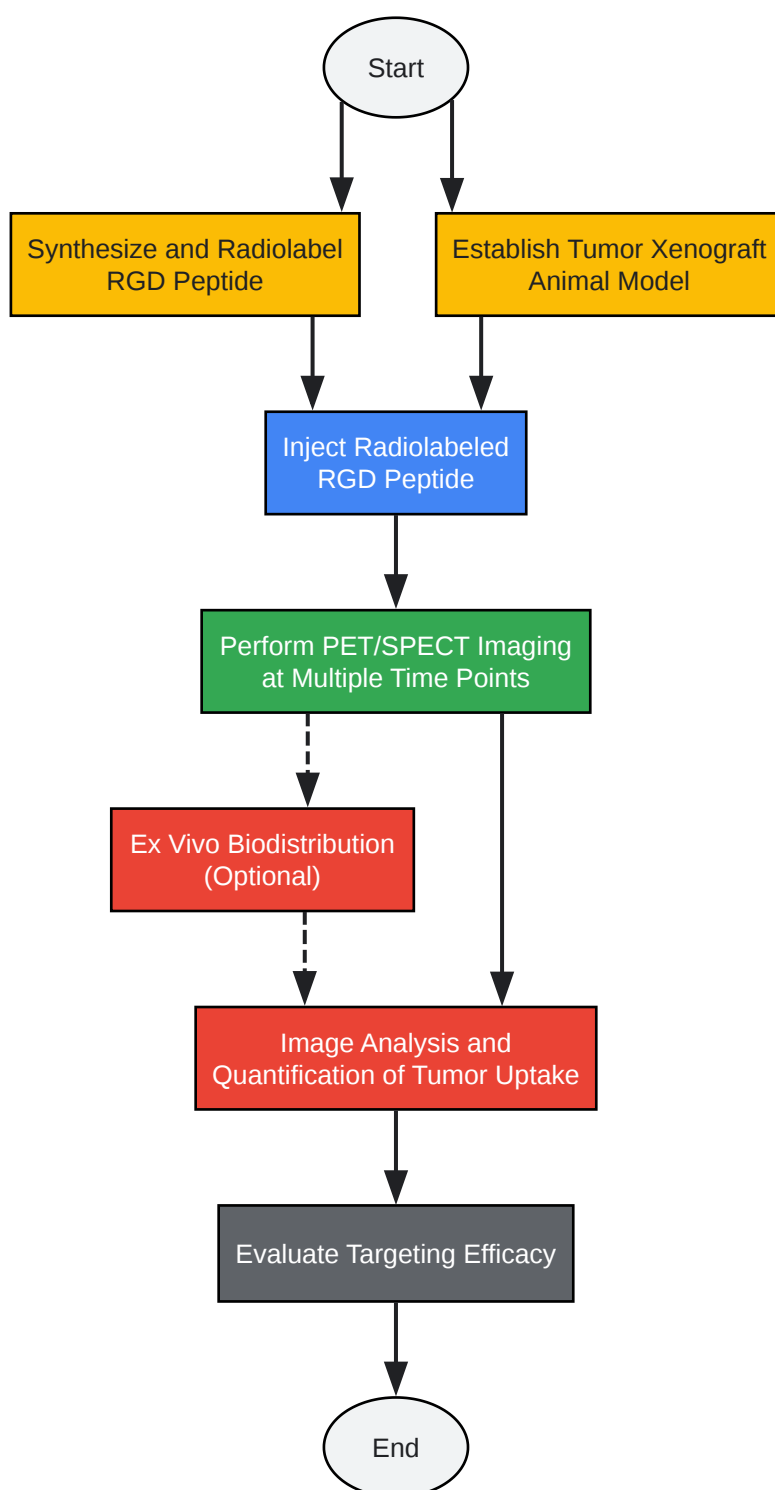 Start
Synthesize and Radiolabel
RGD Peptide
Establish Tumor Xenograft
Animal Model
Inject Radiolabeled
RGD Peptide
Perform PET/SPECT Imaging
at Multiple Time Points
Ex Vivo Biodistribution
(Optional)
Image Analysis and
Quantification of Tumor Uptake
Evaluate Targeting Efficacy
End